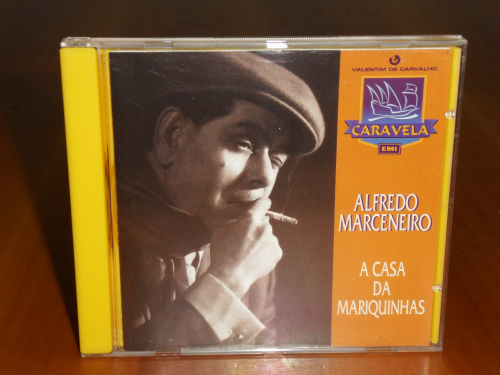 VALENTIM DE CARVALHO
CARAVELA
EMI
ALFREDO
MARCENEIRO
A CASA
DA
MARIQUINHAS